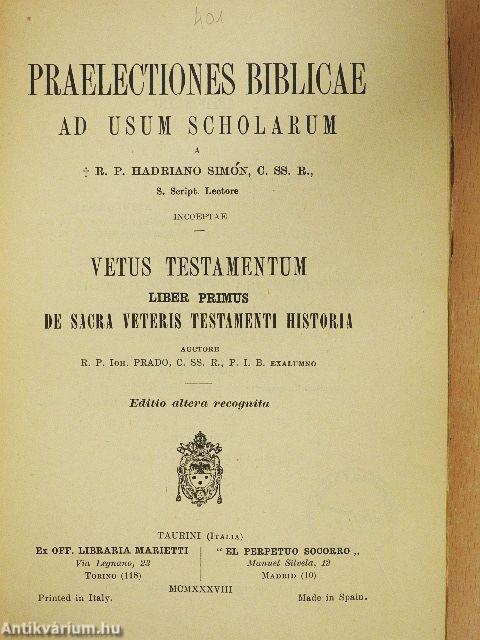 401
PRAELECTIONES BIBLICAE
AD USUM SCHOLARUM
A
† R. P. HADRIANO SIMÓN, C. SS. R.,
S. Script. Lectore
INCOEPTAE
VETUS TESTAMENTUM
LIBER PRIMUS
DE SACRA VETERIS TESTAMENTI HISTORIA
AUCTORE
R. P. IOH. PRADO, C. SS. R., P. I. B. EXALUMNO
Editio altera recognita
TAURINI (ITALIA)
EX OFF. LIBRARIA MARIETTI
Via Legnano, 23
TORINO (118)
" EL PERPETUO SOCORRO „
Manuel Silvela, 12
MADRID (10)
MCMXXXVIII
Printed in Italy.
Made in Spain.
Antikvárium.hu